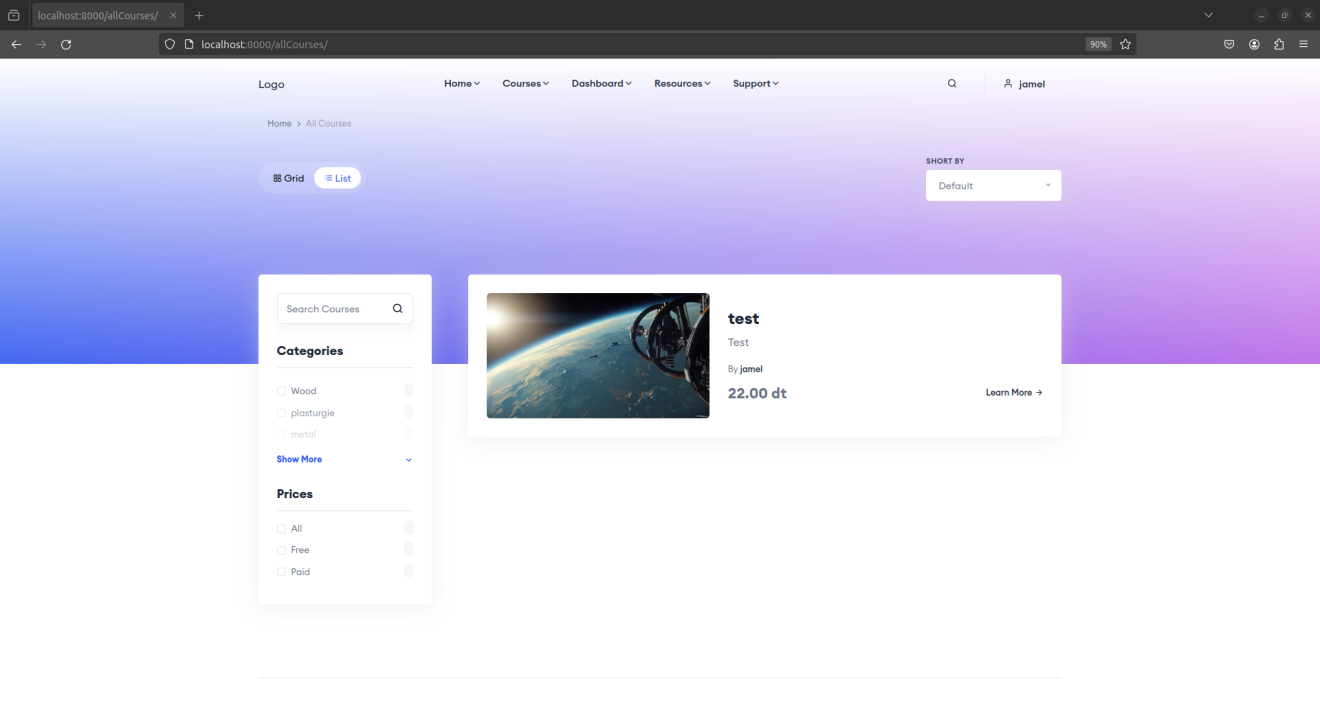 localhost:8000/allCourses/
localhost:8000/allCourses/
90%
Logo
Home
Courses
Dashboard
Resources
Support
jamel
Home
All Courses
Grid
List
SHORT BY
Default
Search Courses
Categories
Wood
plasturgie
metal
Show More
Prices
All
Free
Paid
test
Test
By jamel
22.00 dt
Learn More